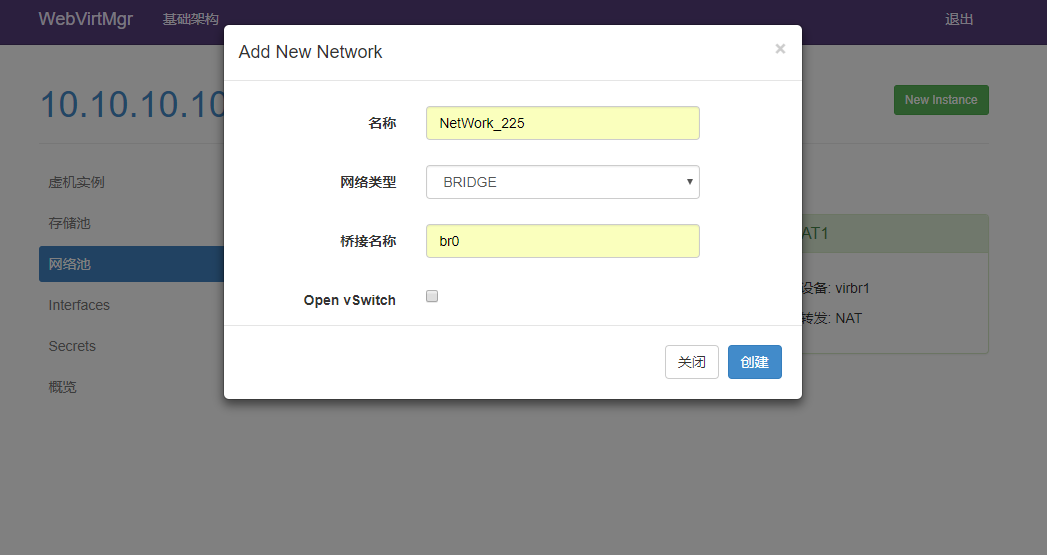 WebVirtMgr 基础架构 退出
Add New Network ×
10.10.10.10
New Instance
名称 NetWork_225
网络类型 BRIDGE
桥接名称 br0
Open vSwitch
关闭 创建
虚机实例
存储池
网络池
Interfaces
Secrets
概览
AT1
设备: virbr1
转发: NAT